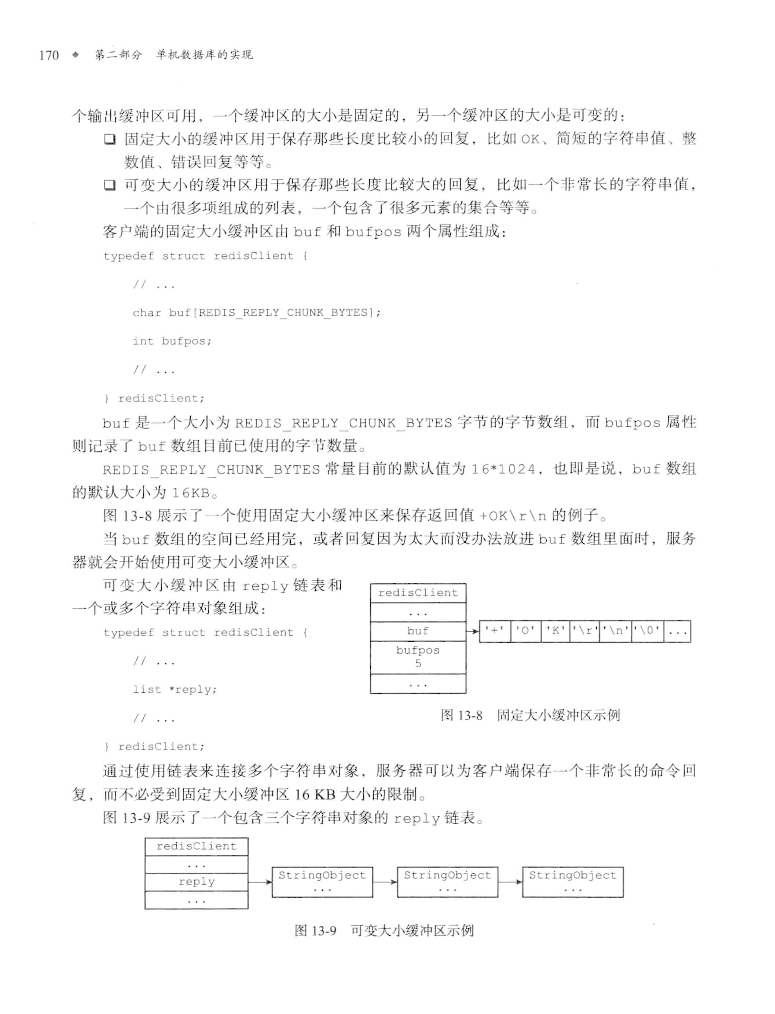 170 ◆ 第二部分 单机数据库的实现
个输出缓冲区可用，一个缓冲区的大小是固定的，另一个缓冲区的大小是可变的：
❑ 固定大小的缓冲区用于保存那些长度比较小的回复，比如 OK、简短的字符串值、整
数值、错误回复等等。
❑ 可变大小的缓冲区用于保存那些长度比较大的回复，比如一个非常长的字符串值，
一个由很多项组成的列表，一个包含了很多元素的集合等等。
客户端的固定大小缓冲区由 buf 和 bufpos 两个属性组成：
typedef struct redisClient {
// ...
char buf[REDIS_REPLY_CHUNK_BYTES];
int bufpos;
// ...
} redisClient;
buf 是一个大小为 REDIS_REPLY_CHUNK_BYTES 字节的字节数组，而 bufpos 属性
则记录了 buf 数组目前已使用的字节数量。
REDIS_REPLY_CHUNK_BYTES 常量目前的默认值为 16*1024，也即是说，buf 数组
的默认大小为 16KB。
图 13-8 展示了一个使用固定大小缓冲区来保存返回值 +OK\r\n 的例子。
当 buf 数组的空间已经用完，或者回复因为太大而没办法放进 buf 数组里面时，服务
器就会开始使用可变大小缓冲区。
可变大小缓冲区由 reply 链表和
一个或多个字符串对象组成：
typedef struct redisClient {
// ...
list *reply;
// ...
} redisClient;
redisClient
...
buf
'+' 'O' 'K' '\r' '\n' '\0' ...
bufpos
5
...
图 13-8 固定大小缓冲区示例
通过使用链表来连接多个字符串对象，服务器可以为客户端保存一个非常长的命令回
复，而不必受到固定大小缓冲区 16 KB 大小的限制。
图 13-9 展示了一个包含三个字符串对象的 reply 链表。
redisClient
...
reply
...
StringObject
...
StringObject
...
StringObject
...
图 13-9 可变大小缓冲区示例